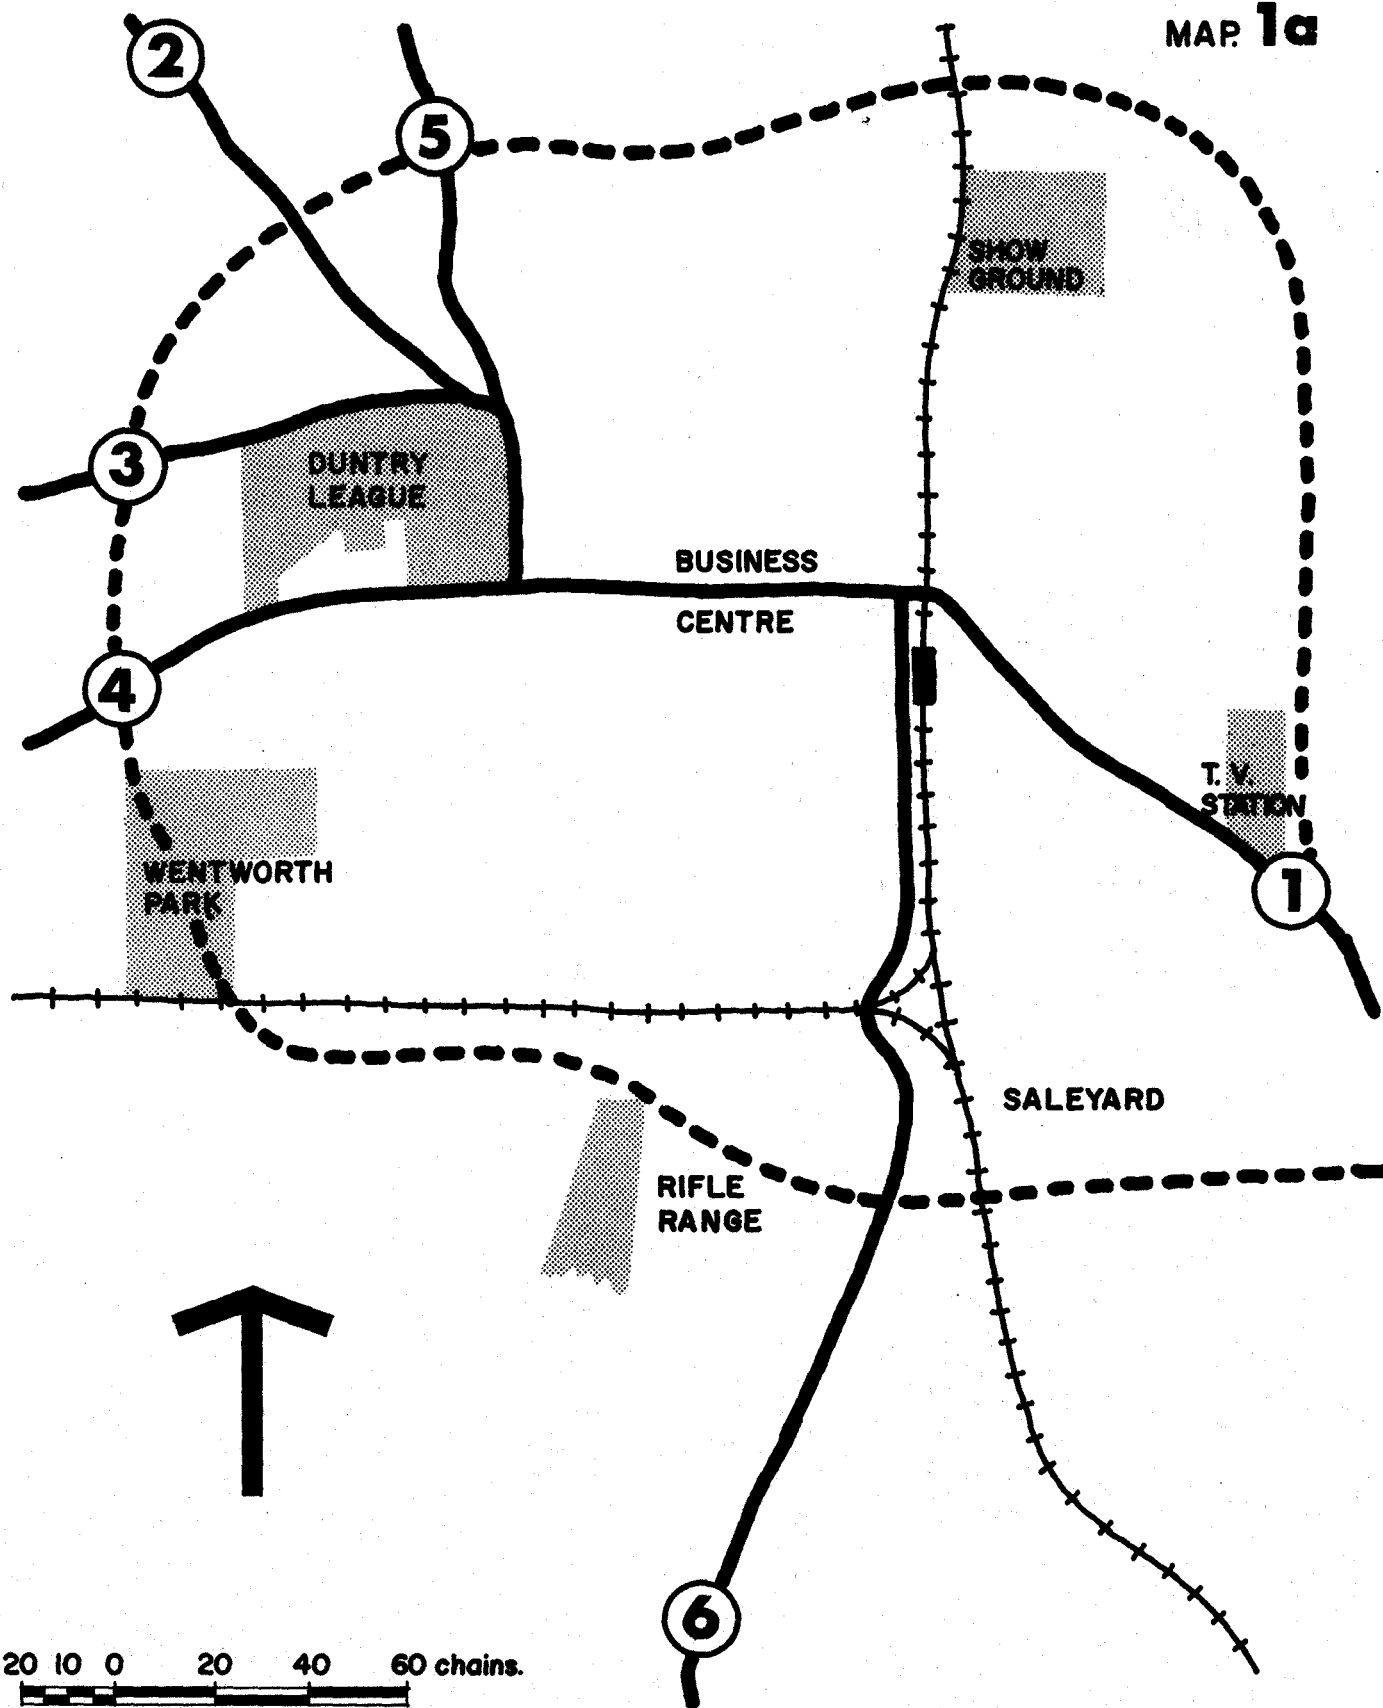 MAP. 1a
2
5
SHOW
GROUND
3
DUNTRY
LEAGUE
BUSINESS
CENTRE
4
T. V.
STATION
WENTWORTH
PARK
1
SALEYARD
RIFLE
RANGE
6
20 10 0 20 40 60 chains.